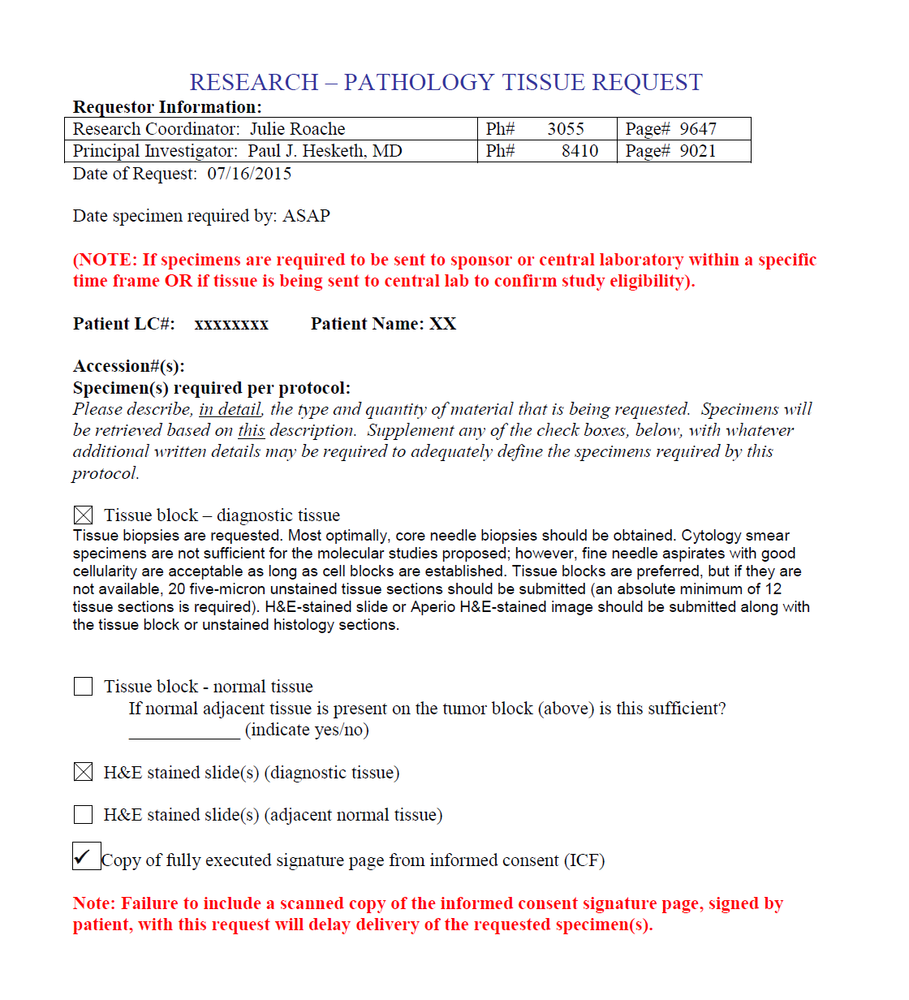 RESEARCH – PATHOLOGY TISSUE REQUEST
Requestor Information:
Research Coordinator: Julie Roache Ph# 3055 Page# 9647
Principal Investigator: Paul J. Hesketh, MD Ph# 8410 Page# 9021
Date of Request: 07/16/2015
Date specimen required by: ASAP
(NOTE: If specimens are required to be sent to sponsor or central laboratory within a specific
time frame OR if tissue is being sent to central lab to confirm study eligibility).
Patient LC#: xxxxxxxx Patient Name: XX
Accession#(s):
Specimen(s) required per protocol:
Please describe, in detail, the type and quantity of material that is being requested. Specimens will
be retrieved based on this description. Supplement any of the check boxes, below, with whatever
additional written details may be required to adequately define the specimens required by this
protocol.
Tissue block – diagnostic tissue
Tissue biopsies are requested. Most optimally, core needle biopsies should be obtained. Cytology smear
specimens are not sufficient for the molecular studies proposed; however, fine needle aspirates with good
cellularity are acceptable as long as cell blocks are established. Tissue blocks are preferred, but if they are
not available, 20 five-micron unstained tissue sections should be submitted (an absolute minimum of 12
tissue sections is required). H&E-stained slide or Aperio H&E-stained image should be submitted along with
the tissue block or unstained histology sections.
Tissue block - normal tissue
If normal adjacent tissue is present on the tumor block (above) is this sufficient?
____________ (indicate yes/no)
H&E stained slide(s) (diagnostic tissue)
H&E stained slide(s) (adjacent normal tissue)
Copy of fully executed signature page from informed consent (ICF)
Note: Failure to include a scanned copy of the informed consent signature page, signed by
patient, with this request will delay delivery of the requested specimen(s).